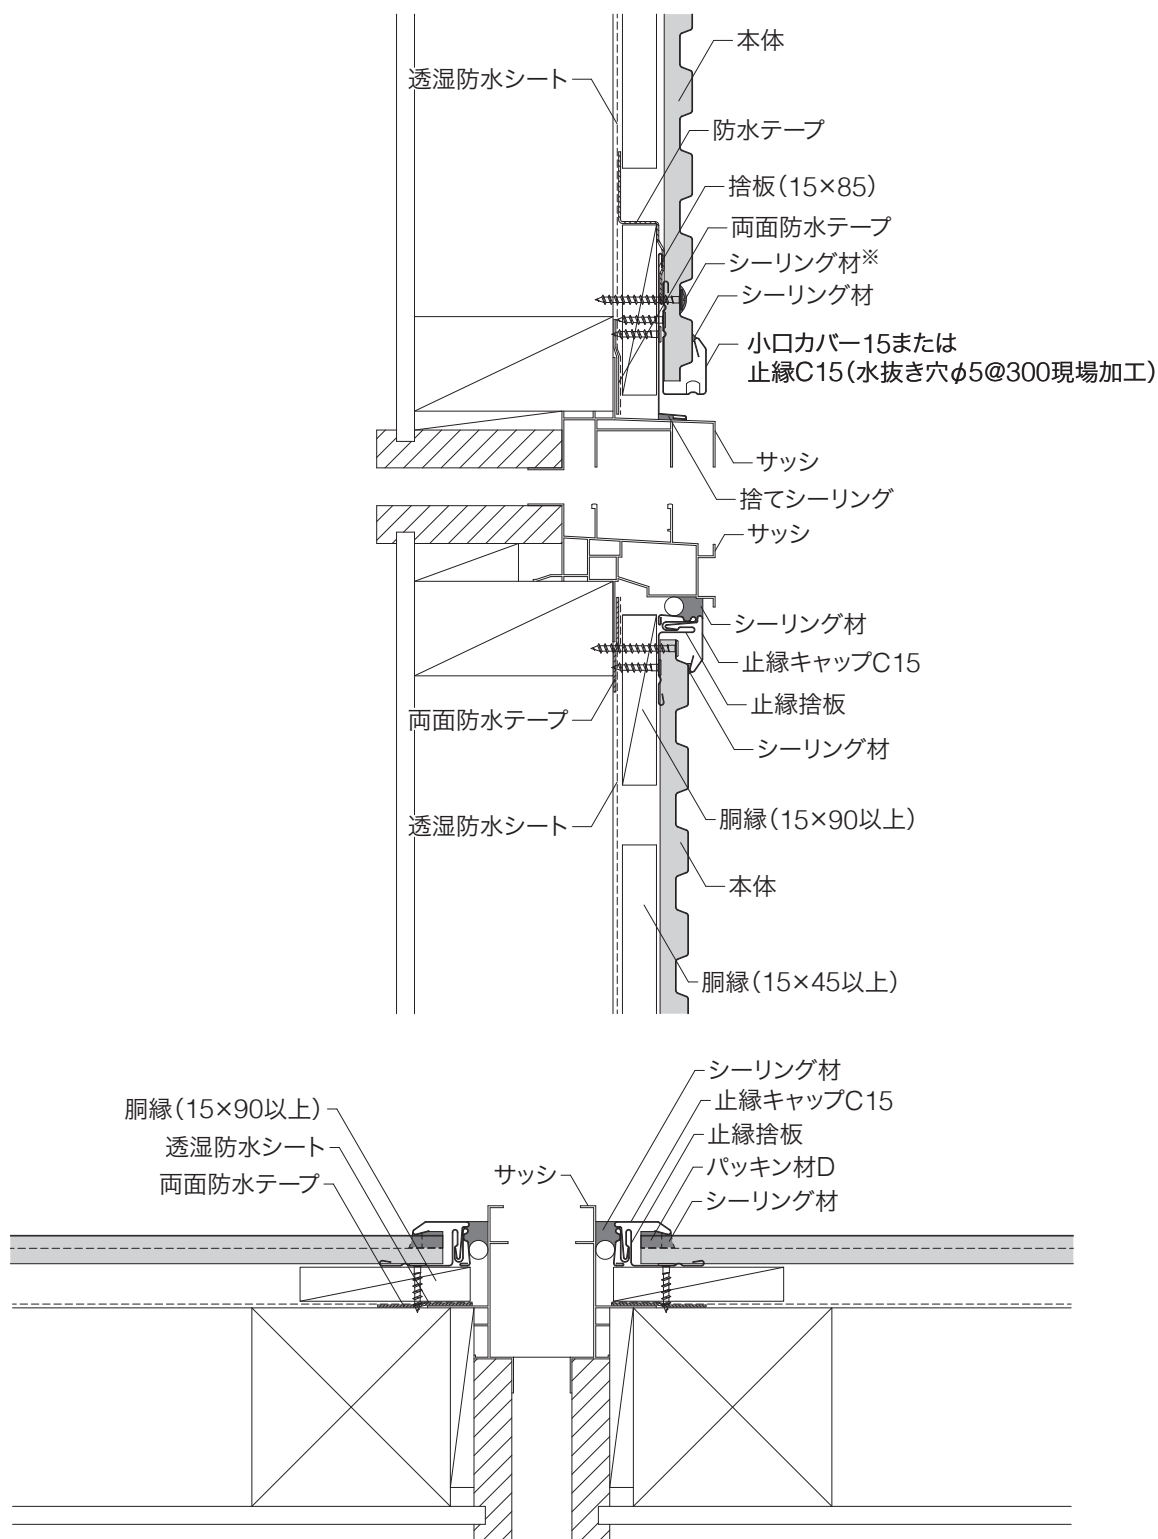 本体
透湿防水シート
防水テープ
捨板（15×85）
両面防水テープ
シーリング材※
シーリング材
小口カバー15または
止縁C15（水抜き穴φ5@300現場加工）
サッシ
捨てシーリング
サッシ
シーリング材
止縁キャップC15
止縁捨板
両面防水テープ
シーリング材
胴縁（15×90以上）
透湿防水シート
本体
胴縁（15×45以上）
シーリング材
止縁キャップC15
胴縁（15×90以上）
止縁捨板
透湿防水シート
パッキン材D
両面防水テープ
サッシ
シーリング材